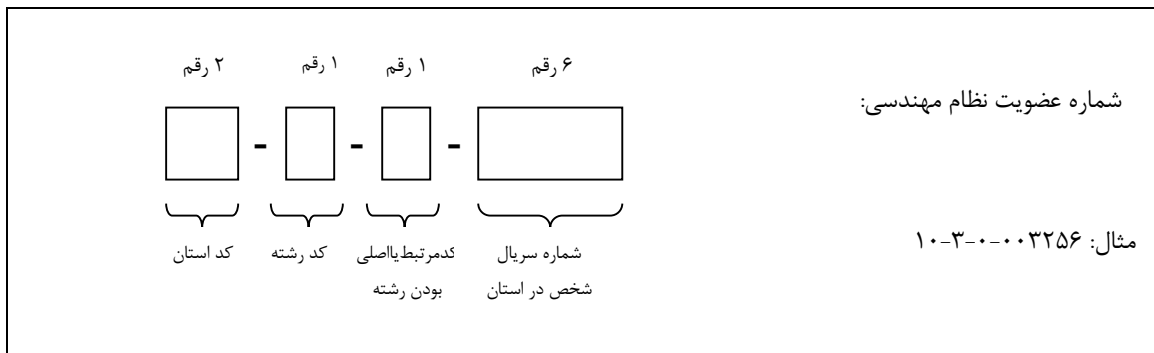 ۲ رقم ۱ رقم ۱ رقم ۶ رقم
شماره عضویت نظام مهندسی:
- - -
کد استان کد رشته کدمرتبط‌یااصلی شماره سریال
بودن رشته شخص در استان
مثال: ۱۰-۳-۰-۰۰۳۲۵۶